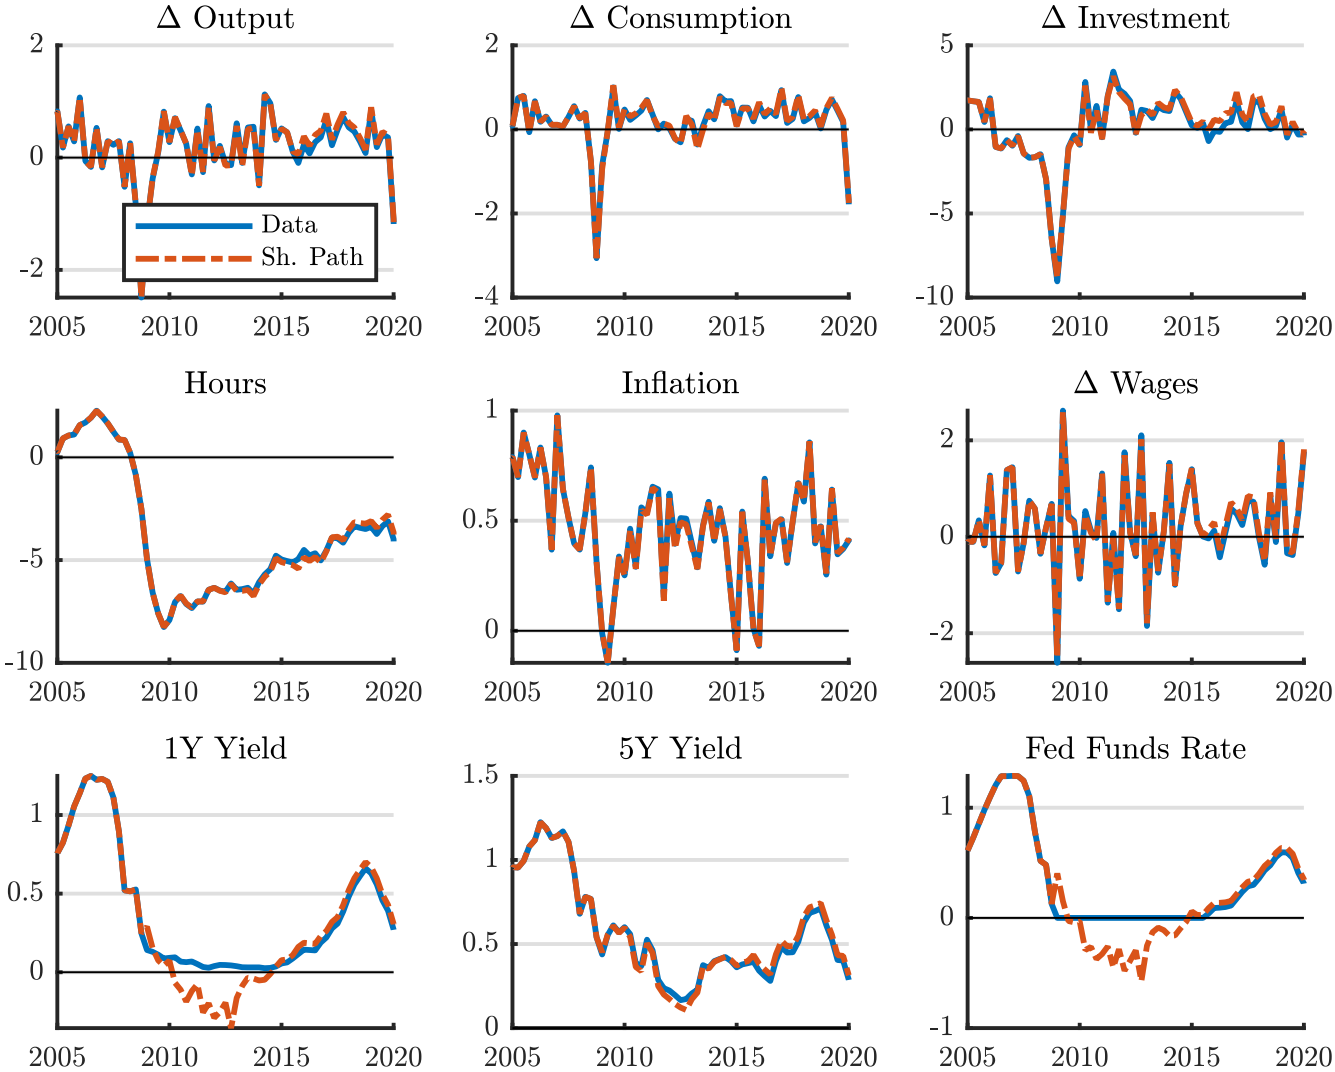 Δ Output
2
0
-2
2005 2010 2015 2020
Data
Sh. Path
Δ Consumption
2
0
-2
-4
2005 2010 2015 2020
Δ Investment
5
0
-5
-10
2005 2010 2015 2020
Hours
0
-5
-10
2005 2010 2015 2020
Inflation
1
0.5
0
2005 2010 2015 2020
Δ Wages
2
0
-2
2005 2010 2015 2020
1Y Yield
1
0.5
0
2005 2010 2015 2020
5Y Yield
1.5
1
0.5
0
2005 2010 2015 2020
Fed Funds Rate
1
0
-1
2005 2010 2015 2020